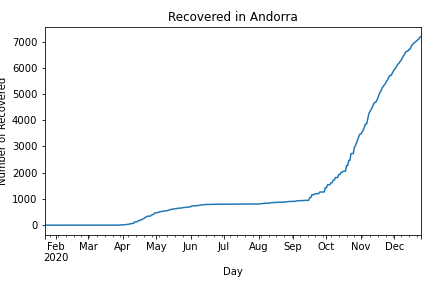 Recovered in Andorra
Number of Recovered
7000
6000
5000
4000
3000
2000
1000
0
Feb Mar Apr May Jun Jul Aug Sep Oct Nov Dec
2020
Day